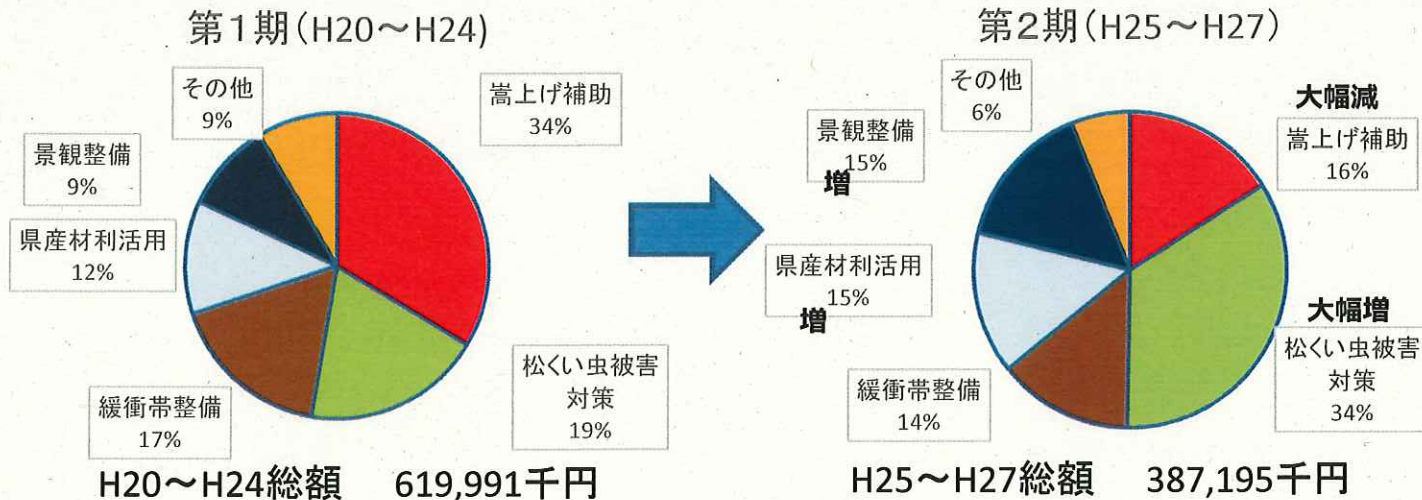 第１期(H20～H24)
その他
9%
嵩上げ補助
34%
景観整備
9%
県産材利活用
12%
緩衝帯整備
17%
松くい虫被害
対策
19%
H20～H24総額　619,991千円
第２期(H25～H27)
その他
6%
大幅減
嵩上げ補助
16%
景観整備
15%
増
県産材利活用
15%
増
大幅増
松くい虫被害
対策
34%
緩衝帯整備
14%
H25～H27総額　387,195千円